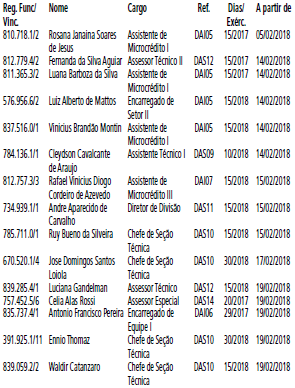 Reg. Func/ Nome Cargo Ref. Dias/ A partir de
Vinc. Exérc.
810.718.1/2 Rosana Janaina Soares Assistente de DAI05 15/2017 05/02/2018
de Jesus Microcrédito I
812.779.4/2 Fernanda da Silva Aguiar Assessor Técnico II DAS12 15/2017 14/02/2018
811.365.3/2 Luana Barboza da Silva Assistente de DAI05 15/2017 14/02/2018
Microcrédito I
576.956.6/2 Luiz Alberto de Mattos Encarregado de DAI05 15/2018 14/02/2018
Setor II
837.516.0/1 Vinicius Brandão Montin Assistente de DAI05 15/2018 14/02/2018
Microcrédito I
784.136.1/1 Cleydson Cavalcante Assistente Técnico I DAS09 10/2018 14/02/2018
de Araujo
812.757.3/3 Rafael Vinicius Diogo Assistente de DAI07 15/2018 15/02/2018
Cordeiro de Azevedo Microcrédito III
734.939.1/1 Andre Aparecido de Diretor de Divisão DAS11 15/2018 15/02/2018
Carvalho
785.711.0/1 Ruy Bueno da Silveira Chefe de Seção DAS10 15/2018 15/02/2018
Técnica
670.520.1/4 Jose Domingos Santos Chefe de Seção DAS10 30/2018 17/02/2018
Loiola Técnica
839.285.4/1 Luciana Gandelman Assessor Técnico DAS12 15/2018 19/02/2018
757.452.5/6 Celia Alas Rossi Assessor Especial DAS14 20/2017 19/02/2018
835.737.4/1 Antonio Francisco Pereira Encarregado de DAI06 29/2017 19/02/2018
Equipe I
391.925.1/11 Ennio Thomaz Chefe de Seção DAS10 30/2018 19/02/2018
Técnica
839.059.2/2 Waldir Catanzaro Chefe de Seção DAS10 15/2018 19/02/2018
Técnica